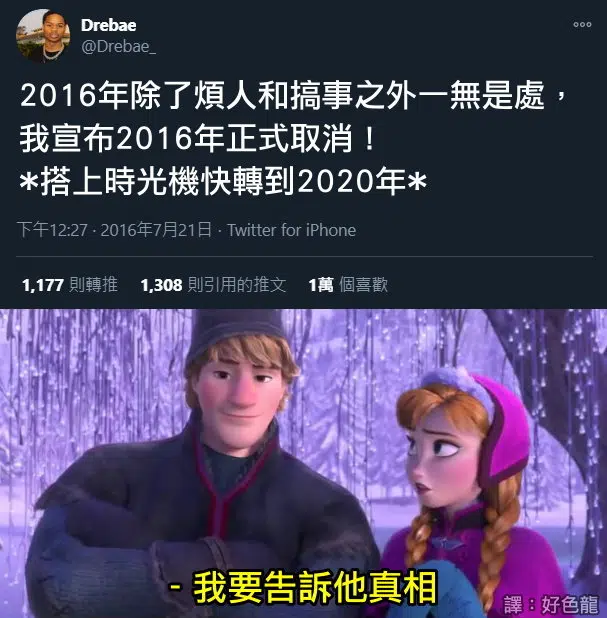 Drebae
@Drebae_
2016年除了煩人和搞事之外一無是處，
我宣布2016年正式取消！
*搭上時光機快轉到2020年*
下午12:27 · 2016年7月21日 · Twitter for iPhone
1,177 則轉推 1,308 則引用的推文 1萬 個喜歡
- 我要告訴他真相
譯：好色龍